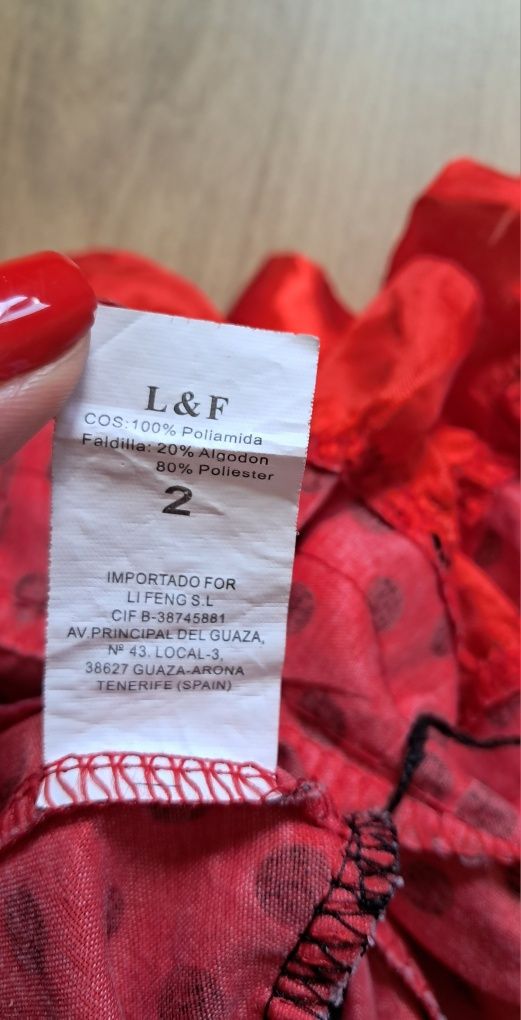 L & F
COS:100% Poliamida
Faldilla: 20% Algodon
80% Poliester
2
IMPORTADO FOR
LI FENG S.L
CIF B-38745881
AV.PRINCIPAL DEL GUAZA,
Nº 43. LOCAL-3,
38627 GUAZA-ARONA
TENERIFE (SPAIN)